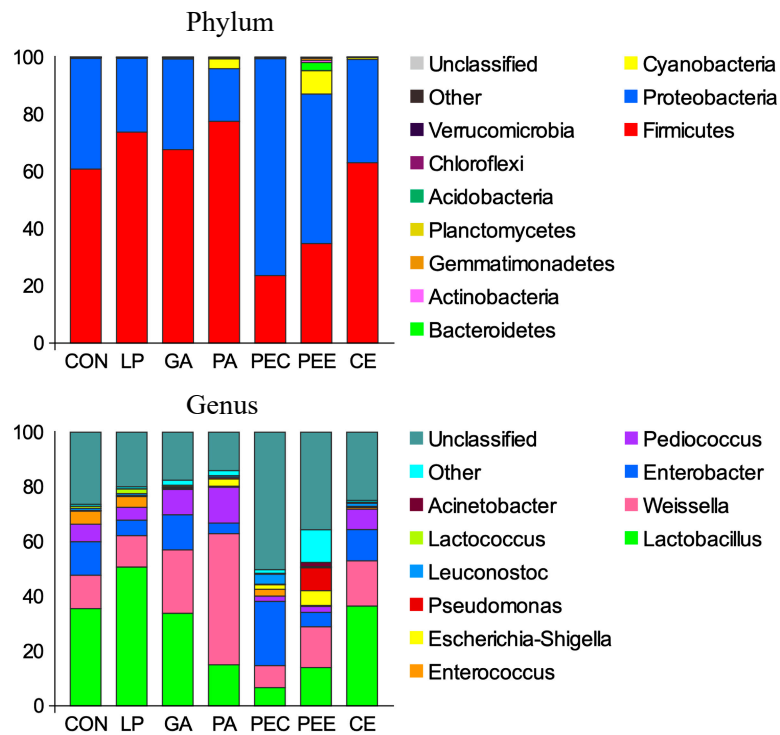 Phylum
100
80
60
40
20
0
CON LP GA PA PEC PEE CE
Unclassified
Other
Verrucomicrobia
Chloroflexi
Acidobacteria
Planctomycetes
Gemmatimonadetes
Actinobacteria
Bacteroidetes
Cyanobacteria
Proteobacteria
Firmicutes
Genus
100
80
60
40
20
0
CON LP GA PA PEC PEE CE
Unclassified
Other
Acinetobacter
Lactococcus
Leuconostoc
Pseudomonas
Escherichia-Shigella
Enterococcus
Pediococcus
Enterobacter
Weissella
Lactobacillus